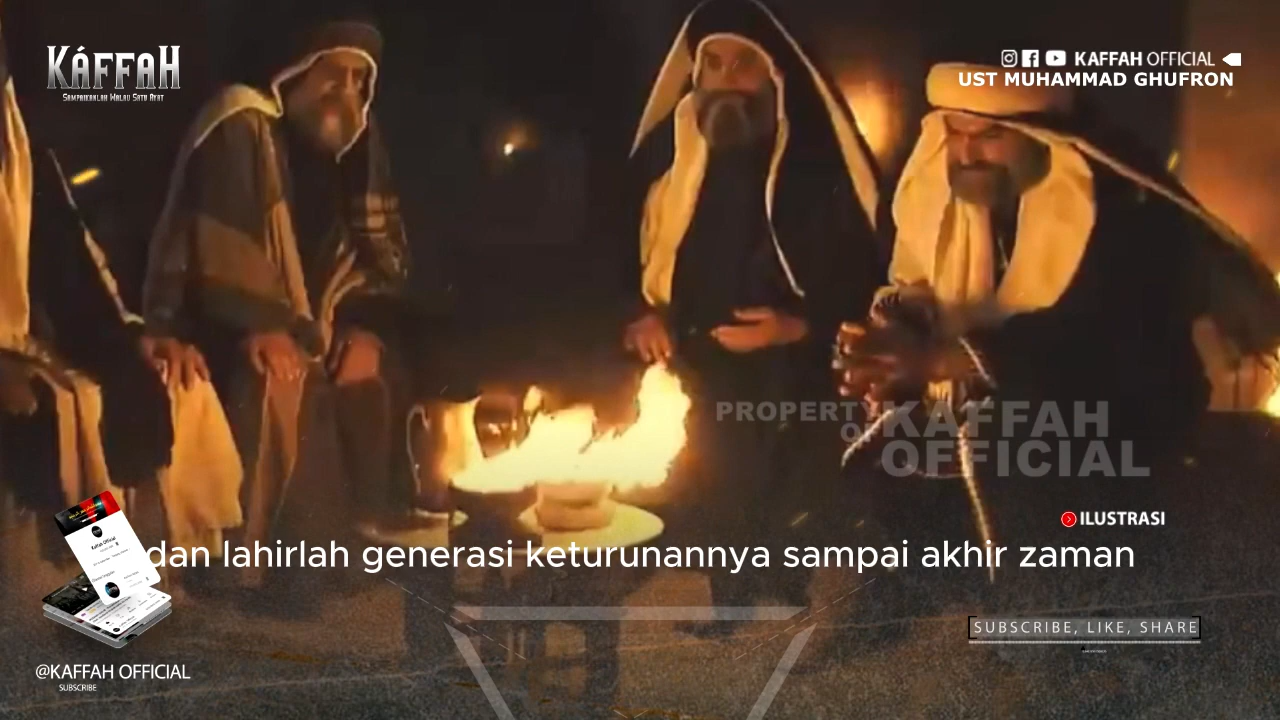 KÁFFAH
SAMPAIKANLAH WALAU SATU AYAT
KAFFAH OFFICIAL
UST MUHAMMAD GHUFRON
PROPERTY OF KAFFAH OFFICIAL
ILUSTRASI
dan lahirlah generasi keturunannya sampai akhir zaman
SUBSCRIBE, LIKE, SHARE
@KAFFAH OFFICIAL
SUBSCRIBE